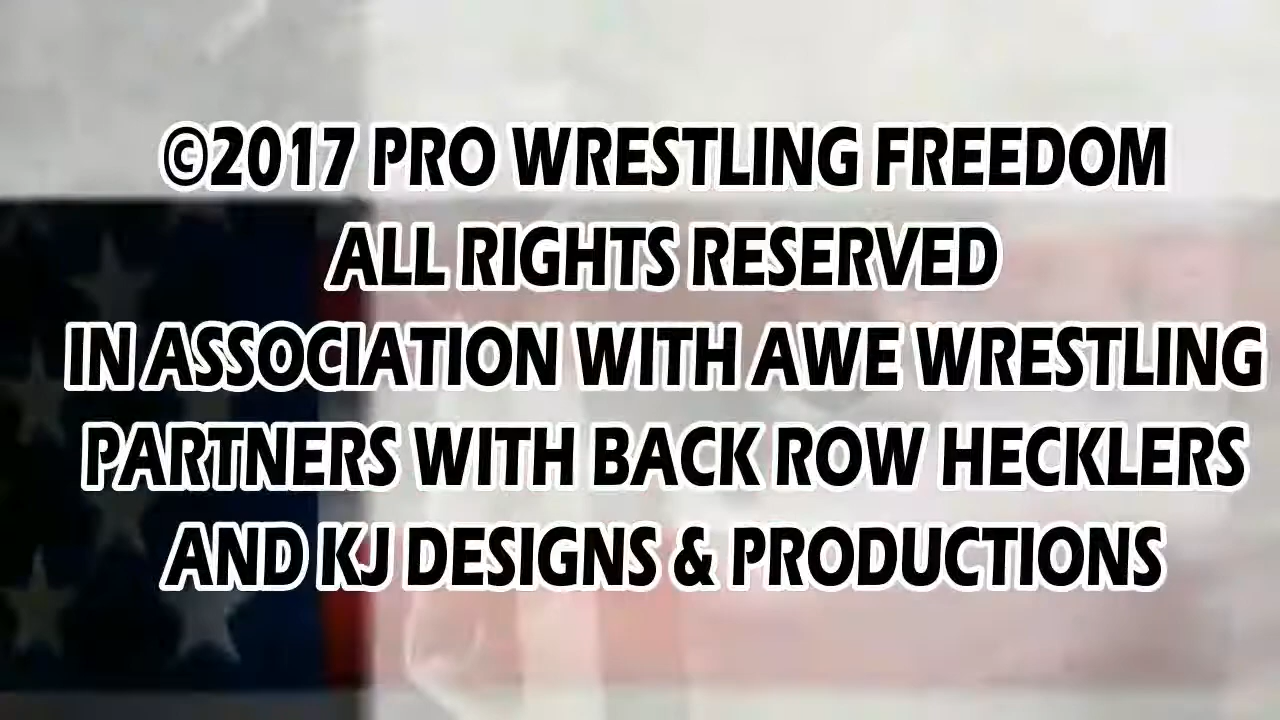 ©2017 PRO WRESTLING FREEDOM
ALL RIGHTS RESERVED
IN ASSOCIATION WITH AWE WRESTLING
PARTNERS WITH BACK ROW HECKLERS
AND KJ DESIGNS & PRODUCTIONS